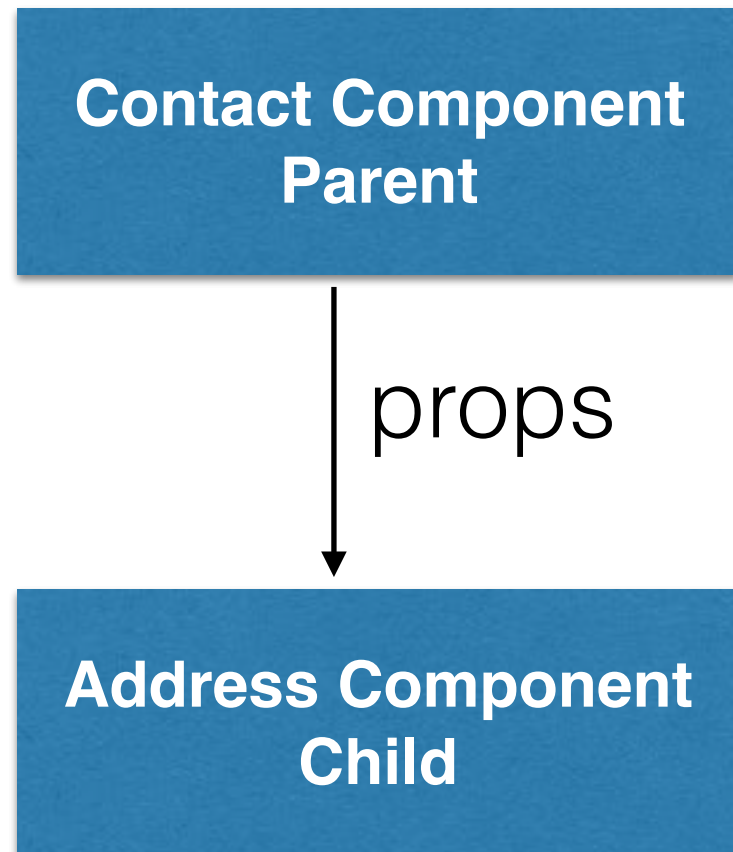 Contact Component
Parent
props
Address Component
Child